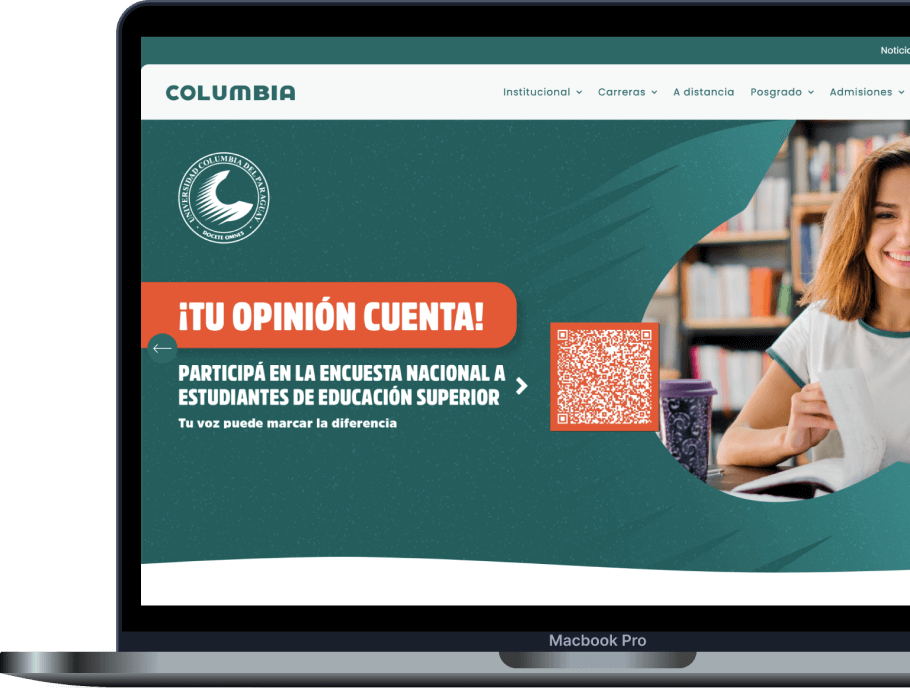 Notici
COLUMBIA
Institucional
Carreras
A distancia
Posgrado
Admisiones
UNIVERSIDAD COLUMBIA DEL PARAGUAY
DOCETE OMNES
¡TU OPINIÓN CUENTA!
PARTICIPÁ EN LA ENCUESTA NACIONAL A
ESTUDIANTES DE EDUCACIÓN SUPERIOR
Tu voz puede marcar la diferencia
Macbook Pro